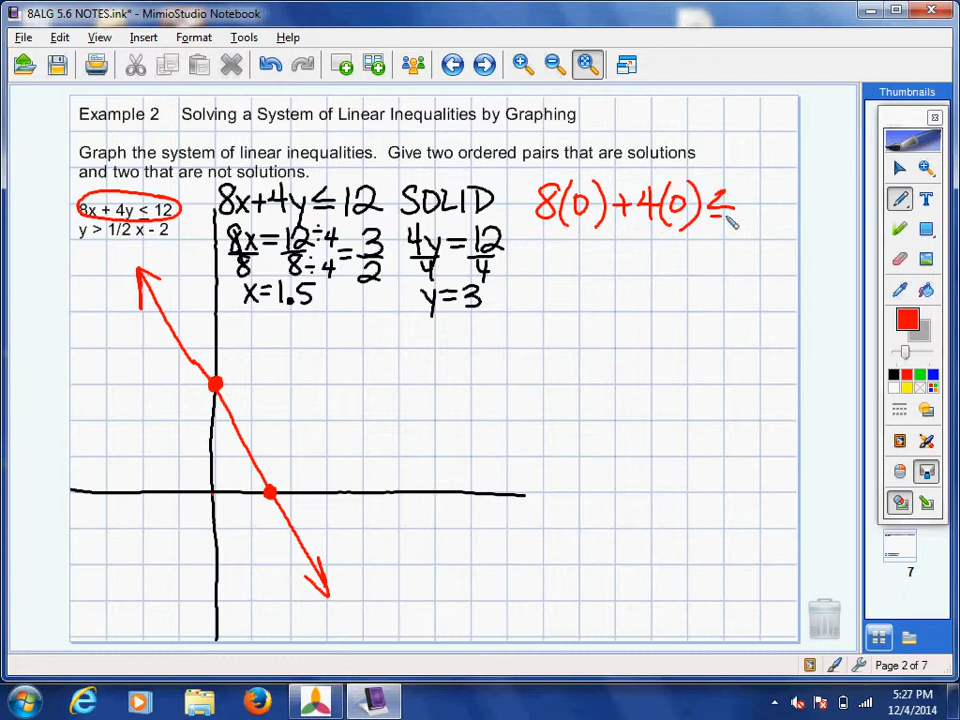 8ALG 5.6 NOTES.ink* - MimioStudio Notebook
File Edit View Insert Format Tools Help
Thumbnails
Example 2 Solving a System of Linear Inequalities by Graphing
Graph the system of linear inequalities. Give two ordered pairs that are solutions
and two that are not solutions.
8x + 4y ≤ 12
y > 1/2 x - 2
8x+4y≤12 SOLID
8(0)+4(0)≤
8x/8 = 12÷4/8÷4 = 3/2
4y/4 = 12/4
x=1.5
y=3
T
7
Page 2 of 7
5:27 PM
12/4/2014